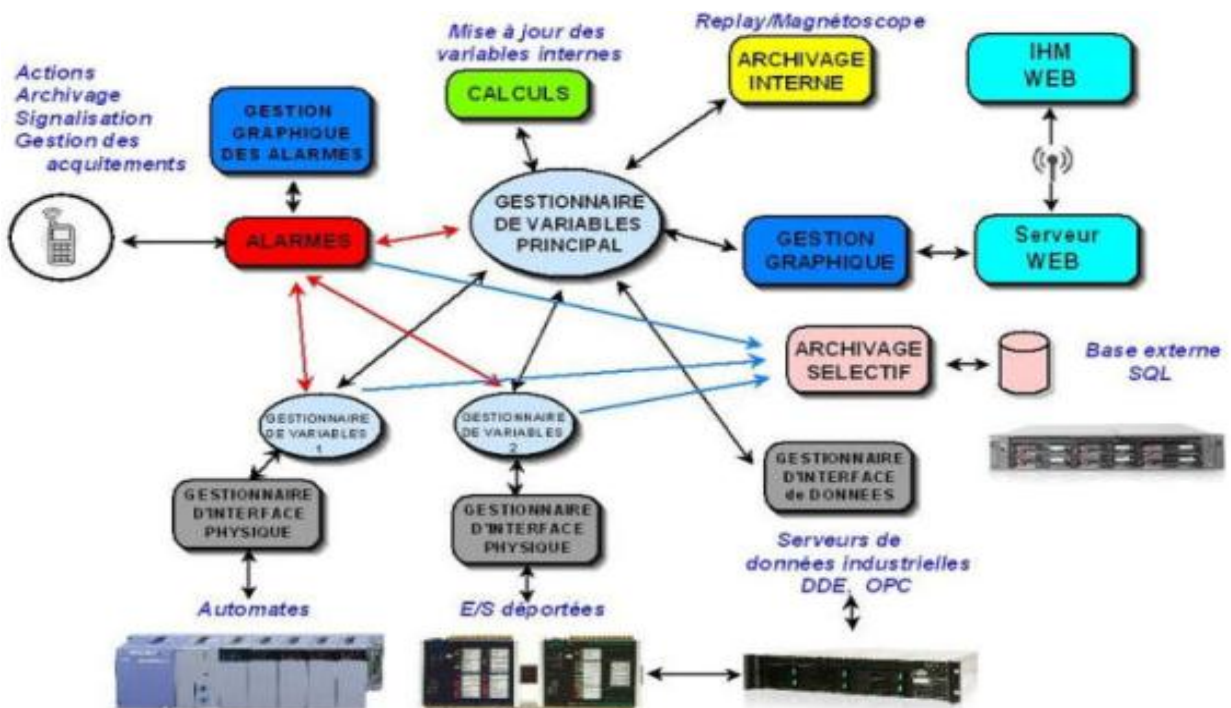 Actions
Archivage
Signalisation
Gestion des
acquitements
GESTION
GRAPHIQUE
DES ALARMES
Mise à jour des
variables internes
CALCULS
Replay/Magnétoscope
ARCHIVAGE
INTERNE
IHM
WEB
ALARMES
GESTIONNAIRE
DE VARIABLES
PRINCIPAL
GESTION
GRAPHIQUE
Serveur
WEB
ARCHIVAGE
SELECTIF
Base externe
SQL
GESTIONNAIRE
DE VARIABLES
1
GESTIONNAIRE
DE VARIABLES
2
GESTIONNAIRE
D'INTERFACE
de DONNEES
GESTIONNAIRE
D'INTERFACE
PHYSIQUE
GESTIONNAIRE
D'INTERFACE
PHYSIQUE
Serveurs de
données industrielles
DDE, OPC
Automates
E/S déportées